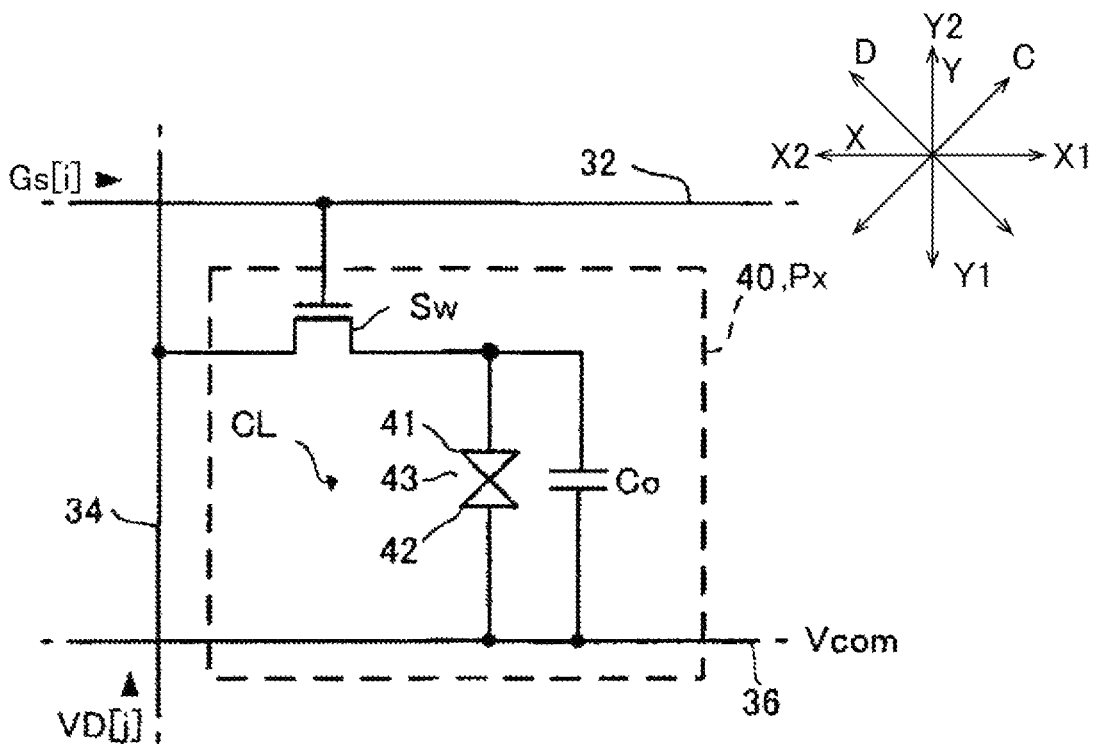 Y2
D
Y
C
X2
X
X1
Y1
Gs[i]
32
40,Px
Sw
CL
41
43
42
Co
34
Vcom
36
VD[j]